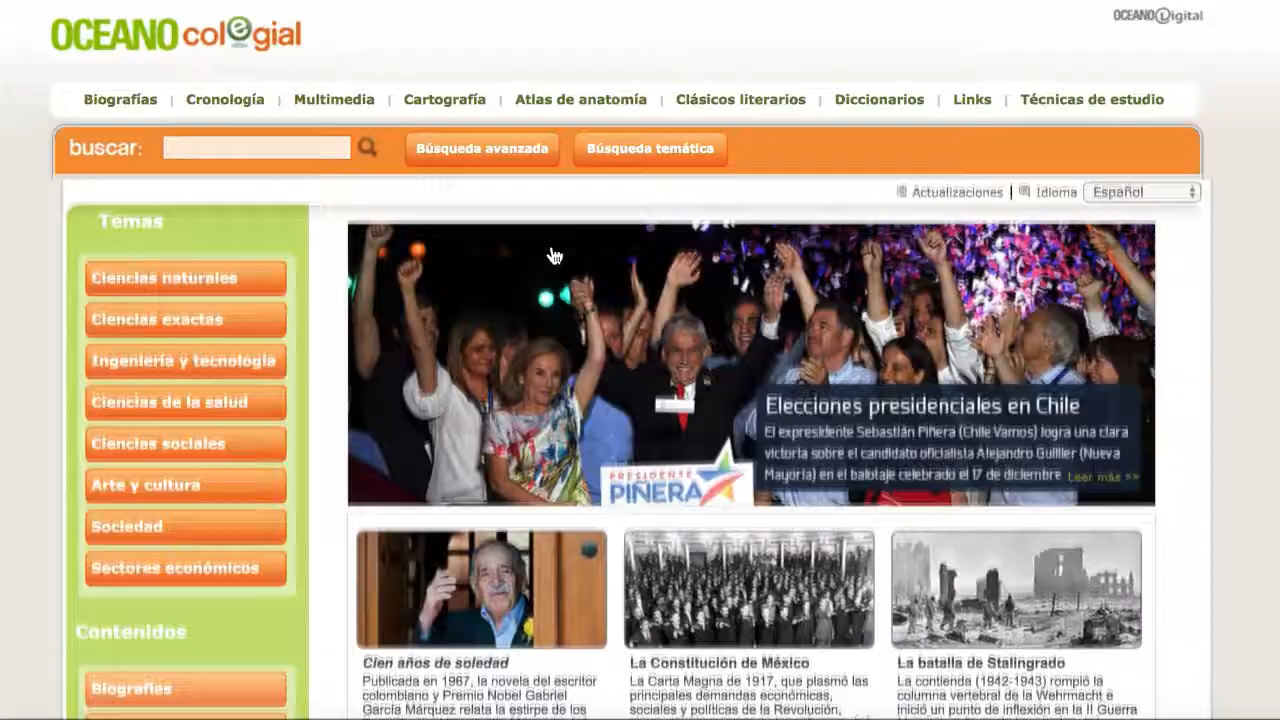 OCEANO colegial
OCEANO Digital
Biografías | Cronología | Multimedia | Cartografía | Atlas de anatomía | Clásicos literarios | Diccionarios | Links | Técnicas de estudio
buscar:
Búsqueda avanzada
Búsqueda temática
Actualizaciones | Idioma Español
Temas
Ciencias naturales
Ciencias exactas
Ingeniería y tecnología
Ciencias de la salud
Ciencias sociales
Arte y cultura
Sociedad
Sectores económicos
Contenidos
Biografías
PRESIDENTE
PIÑERA
Elecciones presidenciales en Chile
El expresidente Sebastián Piñera (Chile Vamos) logra una clara
victoria sobre el candidato oficialista Alejandro Guillier (Nueva
Mayoría) en el balotaje celebrado el 17 de diciembre Leer más »»
Cien años de soledad
Publicada en 1967, la novela del escritor
colombiano y Premio Nobel Gabriel
García Márquez relata la estirpe de los
La Constitución de México
La Carta Magna de 1917, que plasmó las
principales demandas económicas,
sociales y políticas de la Revolución,
La batalla de Stalingrado
La contienda (1942-1943) rompió la
columna vertebral de la Wehrmacht e
inició un punto de inflexión en la II Guerra